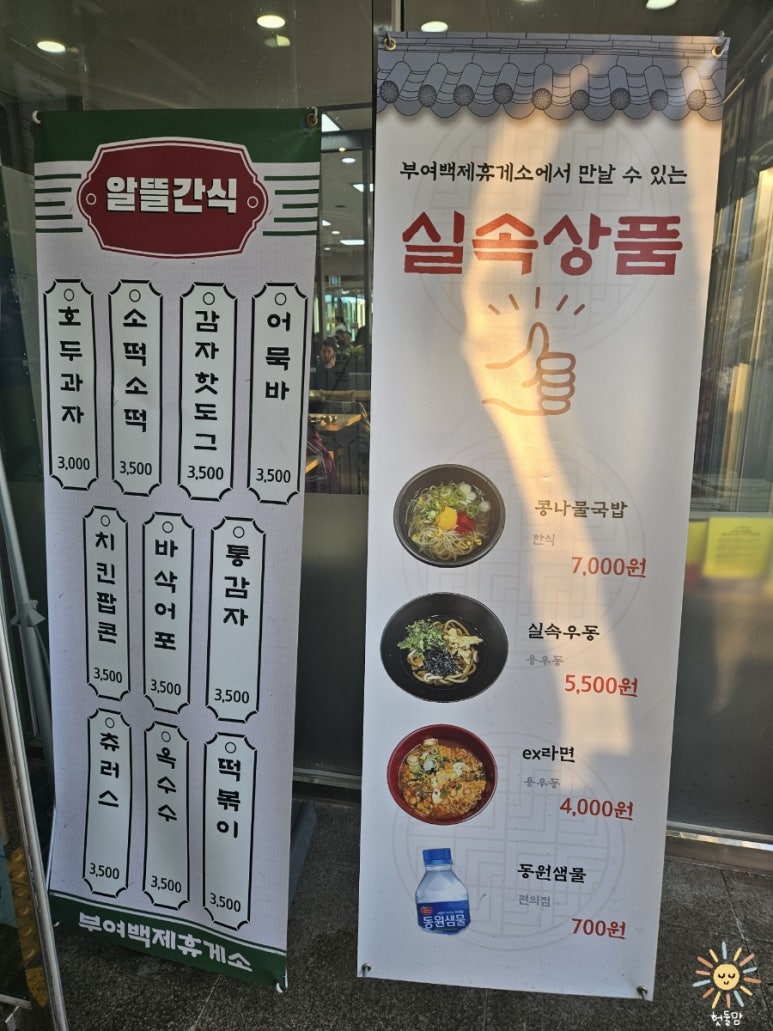 알뜰간식
호두과자
3,000
소떡소떡
3,500
감자핫도그
3,500
어묵바
3,500
치킨팝콘
3,500
바삭어포
3,500
통감자
3,500
츄러스
3,500
옥수수
3,500
떡볶이
3,500
부여백제휴게소
부여백제휴게소에서 만날 수 있는
실속상품
콩나물국밥
한식
7,000원
실속우동
용우동
5,500원
ex라면
용우동
4,000원
동원샘물
편의점
700원
동원샘물
헛똘맘